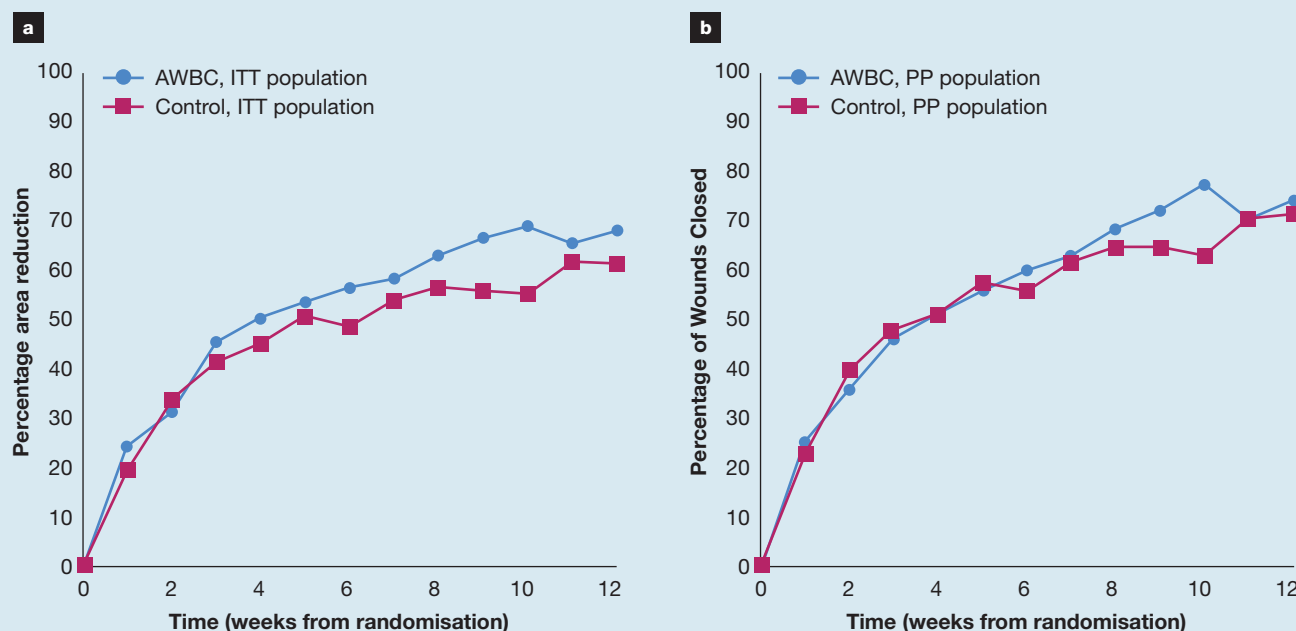 a
AWBC, ITT population
Control, ITT population
100
90
80
70
60
50
40
30
20
10
0
Percentage area reduction
0 2 4 6 8 10 12
Time (weeks from randomisation)
b
AWBC, PP population
Control, PP population
100
90
80
70
60
50
40
30
20
10
0
Percentage of Wounds Closed
0 2 4 6 8 10 12
Time (weeks from randomisation)